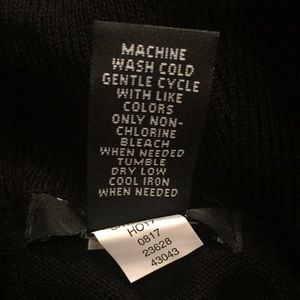 MACHINE
WASH COLD
GENTLE CYCLE
WITH LIKE
COLORS
ONLY NON-
CHLORINE
BLEACH
WHEN NEEDED
TUMBLE
DRY LOW
COOL IRON
WHEN NEEDED
HO17
0817
23628
43043